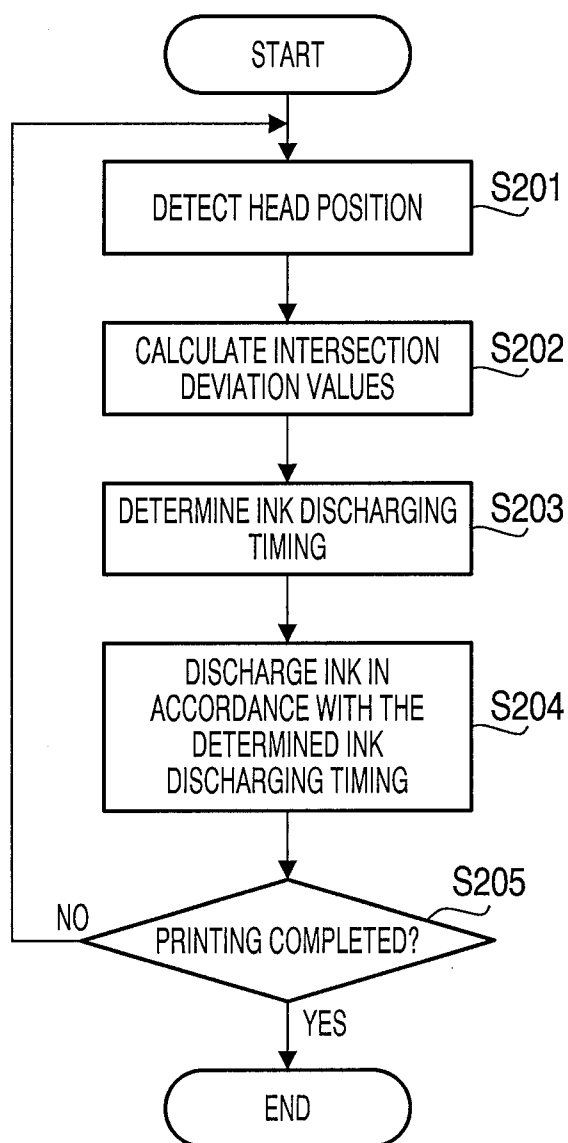 START
DETECT HEAD POSITION
S201
CALCULATE INTERSECTION
DEVIATION VALUES
S202
DETERMINE INK DISCHARGING
TIMING
S203
DISCHARGE INK IN
ACCORDANCE WITH THE
DETERMINED INK
DISCHARGING TIMING
S204
S205
NO
PRINTING COMPLETED?
YES
END